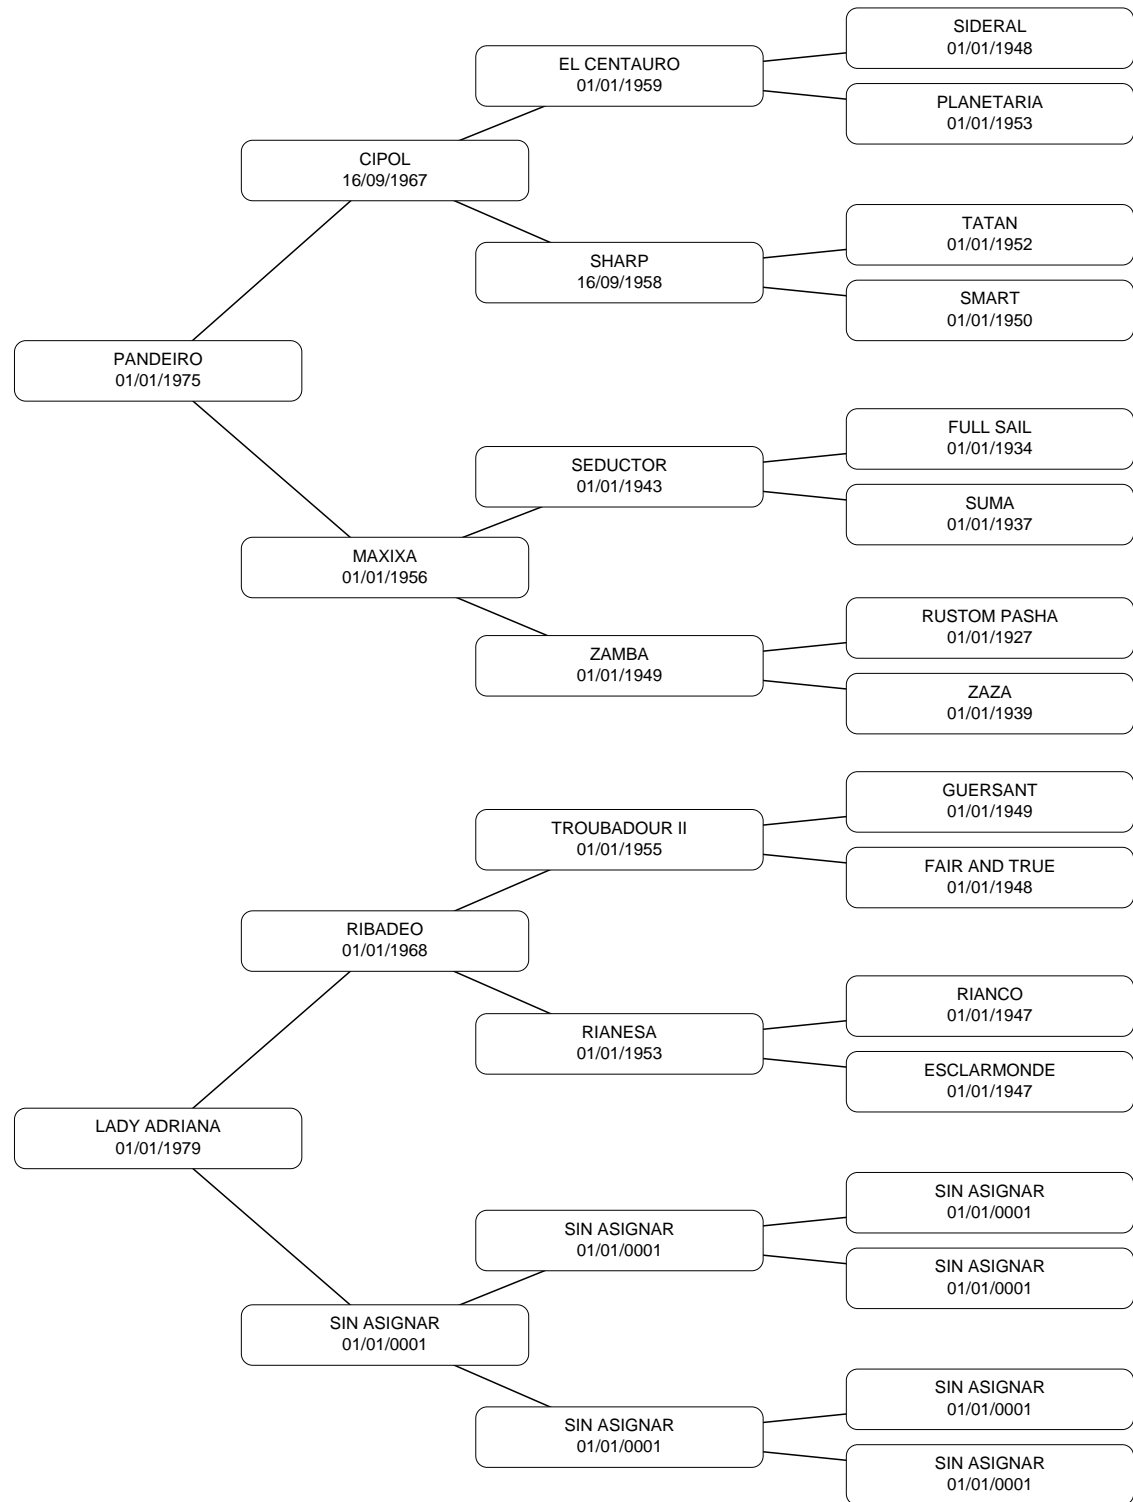 SIDERAL
01/01/1948
EL CENTAURO
01/01/1959
PLANETARIA
01/01/1953
CIPOL
16/09/1967
TATAN
01/01/1952
SHARP
16/09/1958
SMART
01/01/1950
PANDEIRO
01/01/1975
FULL SAIL
01/01/1934
SEDUCTOR
01/01/1943
SUMA
01/01/1937
MAXIXA
01/01/1956
RUSTOM PASHA
01/01/1927
ZAMBA
01/01/1949
ZAZA
01/01/1939
GUERSANT
01/01/1949
TROUBADOUR II
01/01/1955
FAIR AND TRUE
01/01/1948
RIBADEO
01/01/1968
RIANCO
01/01/1947
RIANESA
01/01/1953
ESCLARMONDE
01/01/1947
LADY ADRIANA
01/01/1979
SIN ASIGNAR
01/01/0001
SIN ASIGNAR
01/01/0001
SIN ASIGNAR
01/01/0001
SIN ASIGNAR
01/01/0001
SIN ASIGNAR
01/01/0001
SIN ASIGNAR
01/01/0001
SIN ASIGNAR
01/01/0001